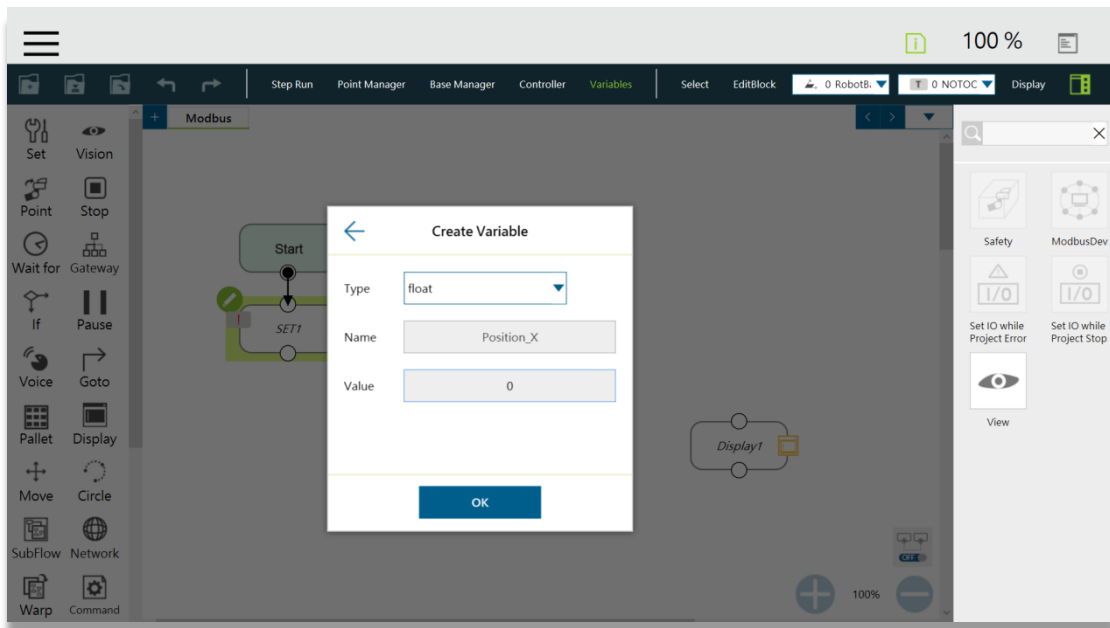 100 %
Step Run Point Manager Base Manager Controller Variables Select EditBlock 0 RobotB. T 0 NOTOC Display
+ Modbus < >
Set Vision
Point Stop
Wait for Gateway
If Pause
Voice Goto
Pallet Display
Move Circle
SubFlow Network
Warp Command
Start
SET1
!
Create Variable
Type float
Name Position_X
Value 0
OK
Display1
OFF
100%
Safety ModbusDev
I/O I/O
Set IO while Set IO while
Project Error Project Stop
View